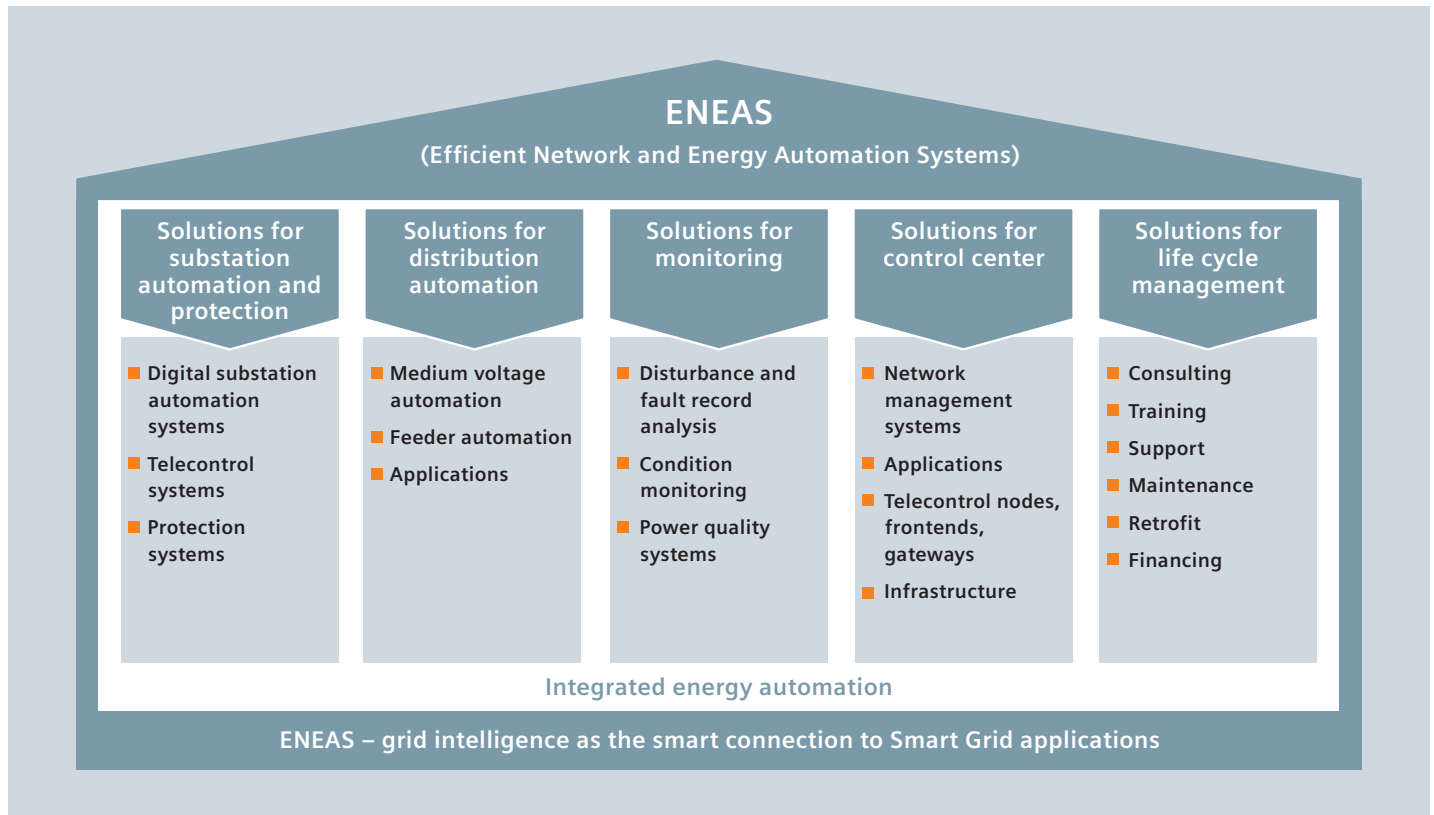 ENEAS
(Efficient Network and Energy Automation Systems)
Solutions for
substation
automation and
protection
Digital substation
automation
systems
Telecontrol
systems
Protection
systems
Solutions for
distribution
automation
Medium voltage
automation
Feeder automation
Applications
Solutions for
monitoring
Disturbance and
fault record
analysis
Condition
monitoring
Power quality
systems
Solutions for
control center
Network
management
systems
Applications
Telecontrol nodes,
frontends,
gateways
Infrastructure
Solutions for
life cycle
management
Consulting
Training
Support
Maintenance
Retrofit
Financing
Integrated energy automation
ENEAS – grid intelligence as the smart connection to Smart Grid applications